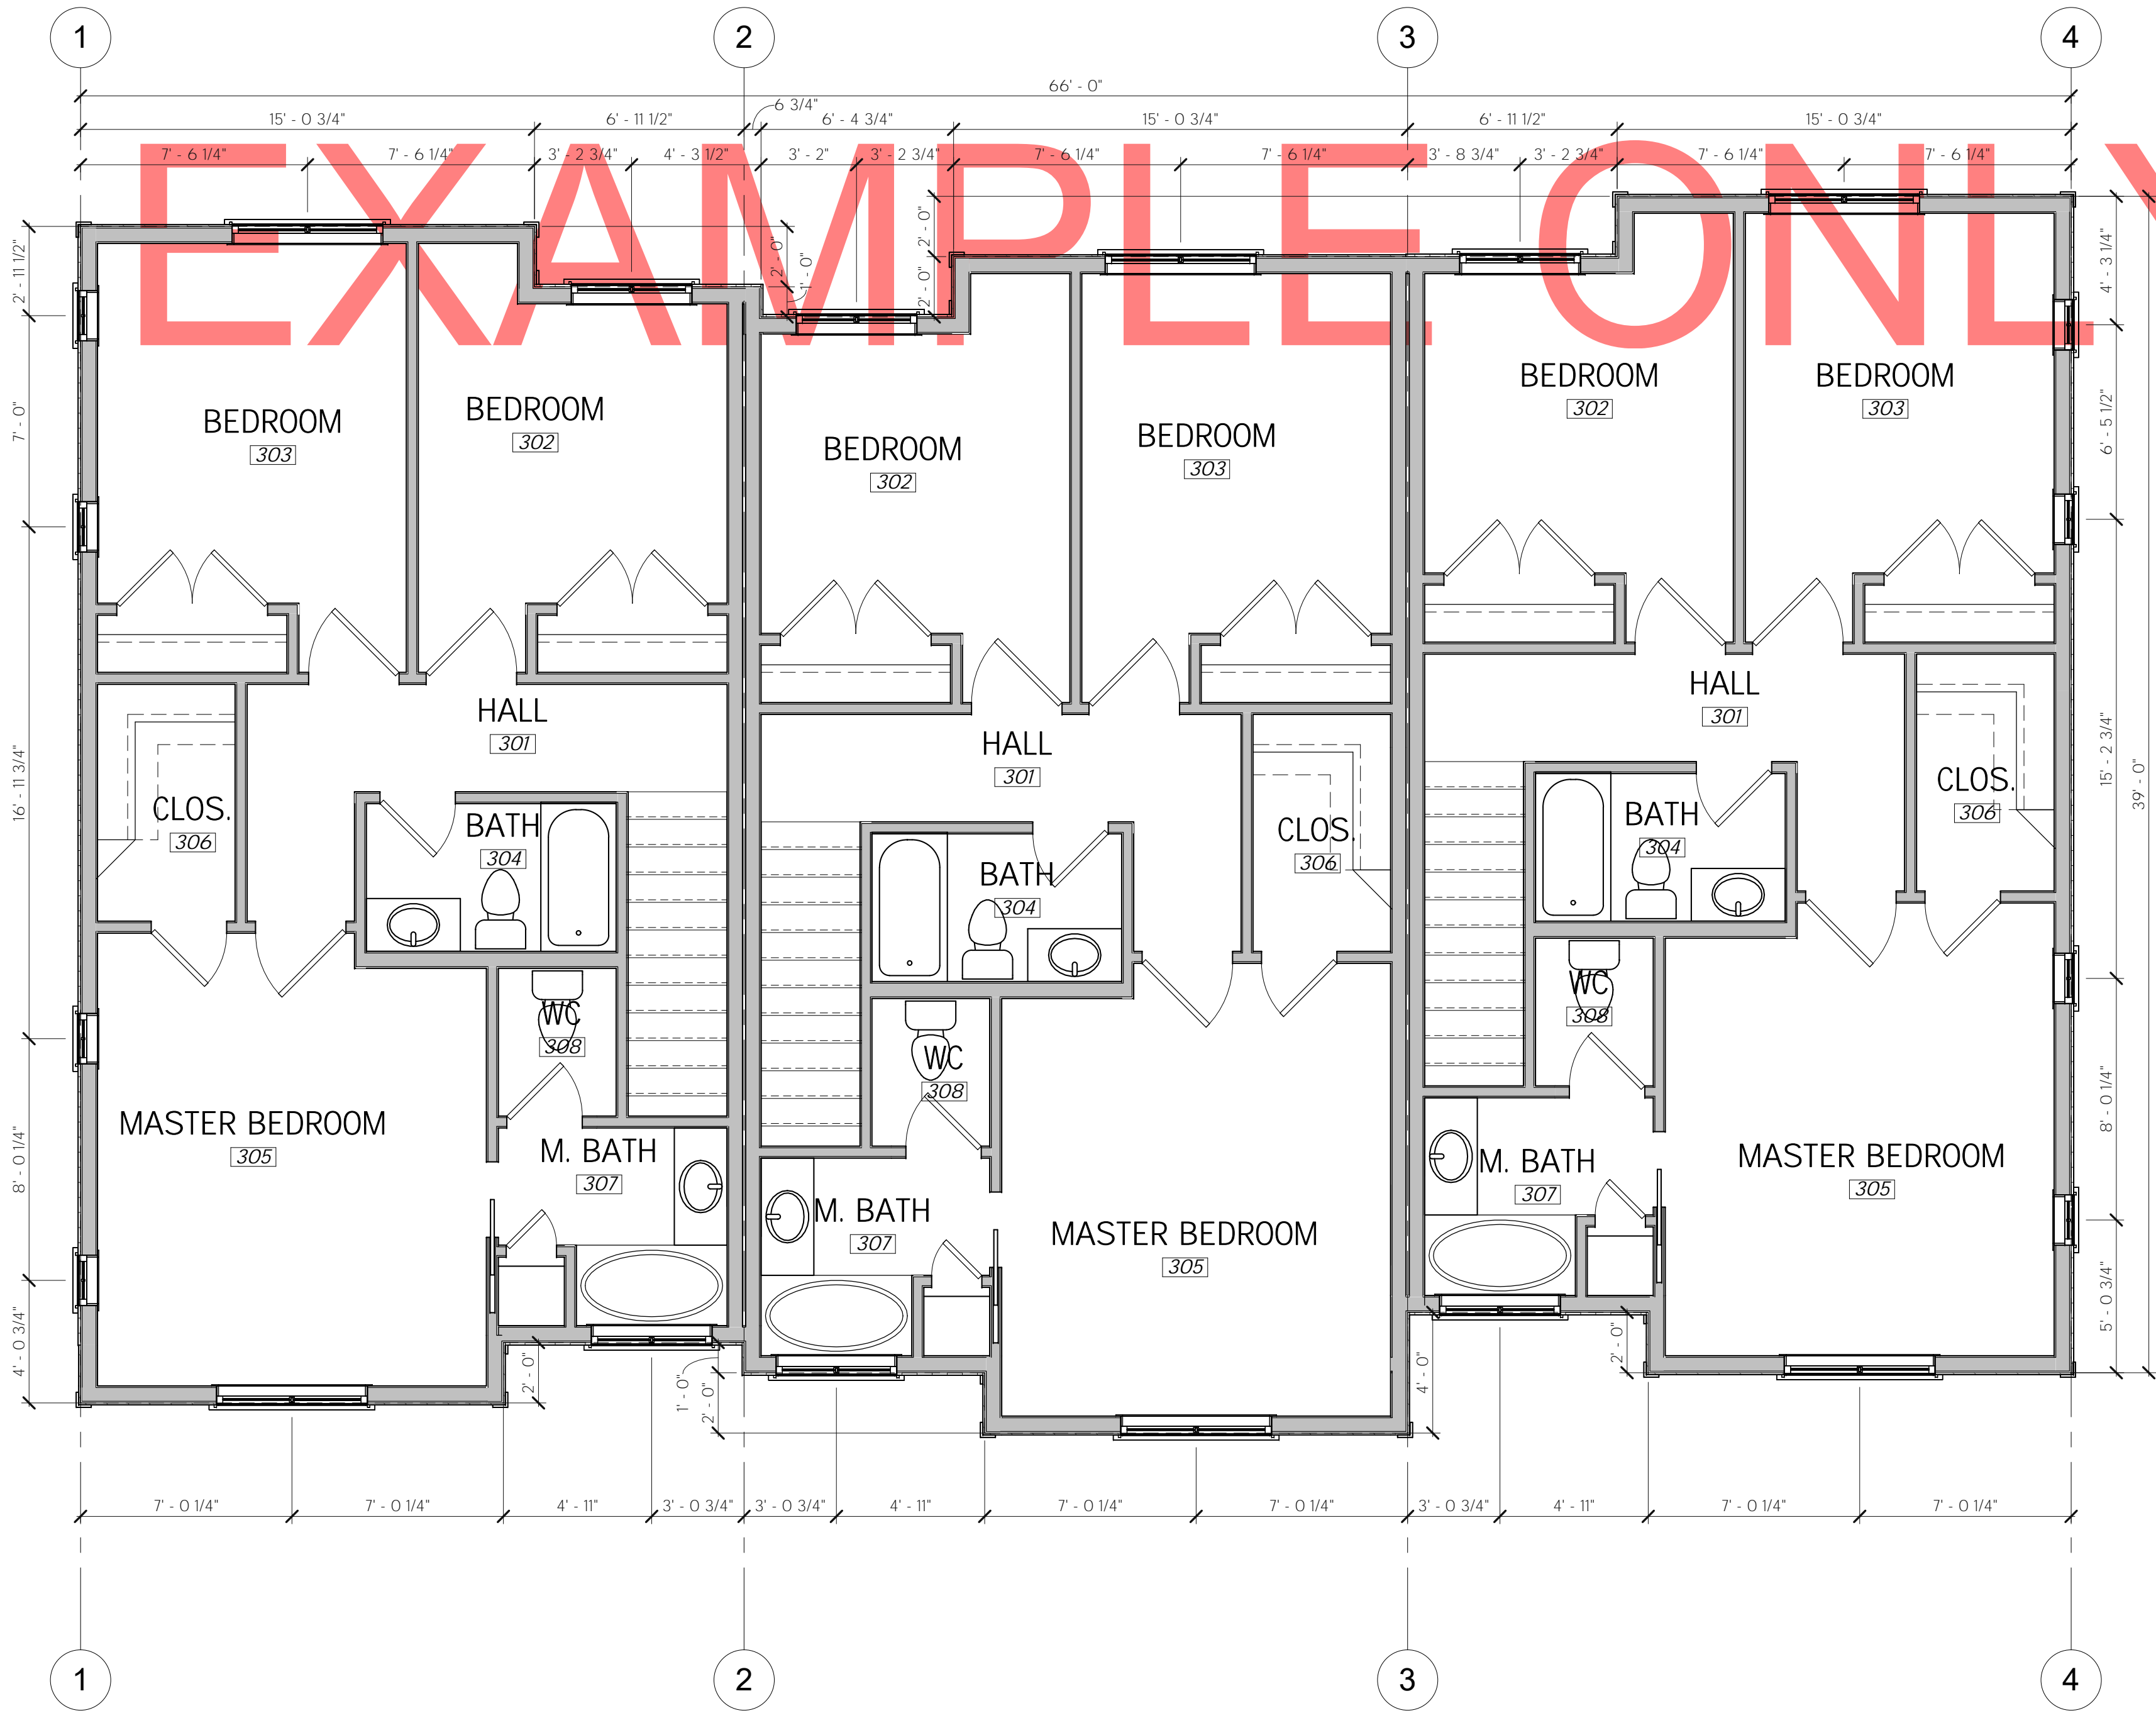 1 2 3 4
66' - 0"
6 3/4"
15' - 0 3/4" 6' - 11 1/2" 6' - 4 3/4" 15' - 0 3/4" 6' - 11 1/2" 15' - 0 3/4"
7' - 6 1/4" 7' - 6 1/4" 3' - 2 3/4" 4' - 3 1/2" 3' - 2" 3' - 2 3/4" 7' - 6 1/4" 7' - 6 1/4" 3' - 8 3/4" 3' - 2 3/4" 7' - 6 1/4" 7' - 6 1/4"
EXAMPLE ONLY
2' - 0"
1' - 0"
2' - 0"
2' - 0"
2' - 11 1/2"
7' - 0"
16' - 11 3/4"
8' - 0 1/4"
4' - 0 3/4"
BEDROOM
303
BEDROOM
302
HALL
301
CLOS.
306
BATH
304
WC
308
MASTER BEDROOM
305
M. BATH
307
2' - 0"
BEDROOM
302
BEDROOM
303
HALL
301
CLOS.
306
BATH
304
WC
308
M. BATH
307
MASTER BEDROOM
305
1' - 0"
2' - 0"
BEDROOM
302
BEDROOM
303
HALL
301
CLOS.
306
BATH
304
WC
308
M. BATH
307
MASTER BEDROOM
305
4' - 0"
2' - 0"
4' - 3 1/4"
6' - 5 1/2"
15' - 2 3/4"
8' - 0 1/4"
5' - 0 3/4"
39' - 0"
7' - 0 1/4" 7' - 0 1/4" 4' - 11" 3' - 0 3/4" 3' - 0 3/4" 4' - 11" 7' - 0 1/4" 7' - 0 1/4" 3' - 0 3/4" 4' - 11" 7' - 0 1/4" 7' - 0 1/4"
1 2 3 4